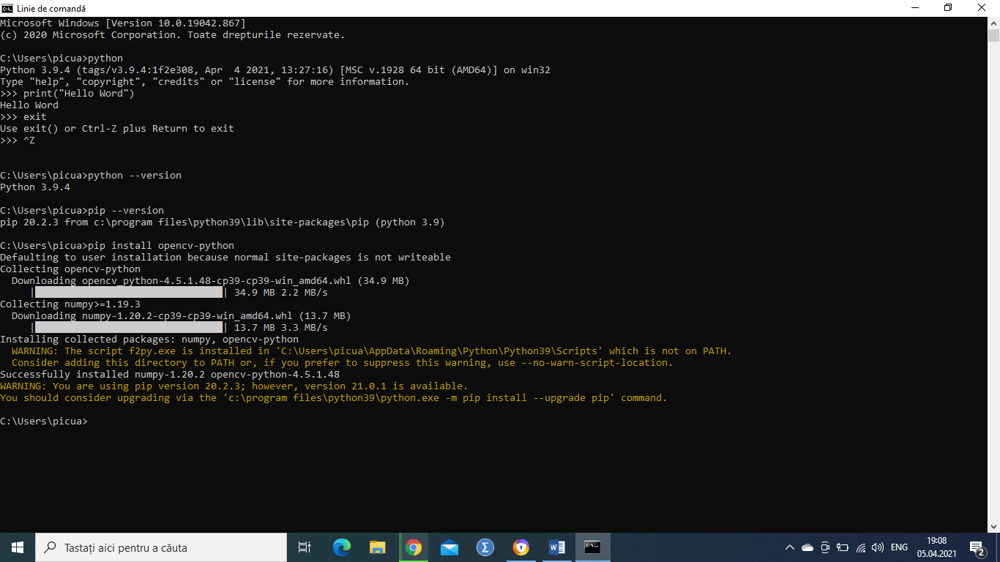 Linie de comandă
Microsoft Windows [Version 10.0.19042.867]
(c) 2020 Microsoft Corporation. Toate drepturile rezervate.
C:\Users\picua>python
Python 3.9.4 (tags/v3.9.4:1f2e308, Apr  4 2021, 13:27:16) [MSC v.1928 64 bit (AMD64)] on win32
Type "help", "copyright", "credits" or "license" for more information.
>>> print("Hello Word")
Hello Word
>>> exit
Use exit() or Ctrl-Z plus Return to exit
>>> ^Z
C:\Users\picua>python --version
Python 3.9.4
C:\Users\picua>pip --version
pip 20.2.3 from c:\program files\python39\lib\site-packages\pip (python 3.9)
C:\Users\picua>pip install opencv-python
Defaulting to user installation because normal site-packages is not writeable
Collecting opencv-python
  Downloading opencv_python-4.5.1.48-cp39-cp39-win_amd64.whl (34.9 MB)
     |████████████████████████████████| 34.9 MB 2.2 MB/s
Collecting numpy>=1.19.3
  Downloading numpy-1.20.2-cp39-cp39-win_amd64.whl (13.7 MB)
     |████████████████████████████████| 13.7 MB 3.3 MB/s
Installing collected packages: numpy, opencv-python
  WARNING: The script f2py.exe is installed in 'C:\Users\picua\AppData\Roaming\Python\Python39\Scripts' which is not on PATH.
  Consider adding this directory to PATH or, if you prefer to suppress this warning, use --no-warn-script-location.
Successfully installed numpy-1.20.2 opencv-python-4.5.1.48
WARNING: You are using pip version 20.2.3; however, version 21.0.1 is available.
You should consider upgrading via the 'c:\program files\python39\python.exe -m pip install --upgrade pip' command.
C:\Users\picua>
Tastați aici pentru a căuta
ENG
19:08
05.04.2021
2